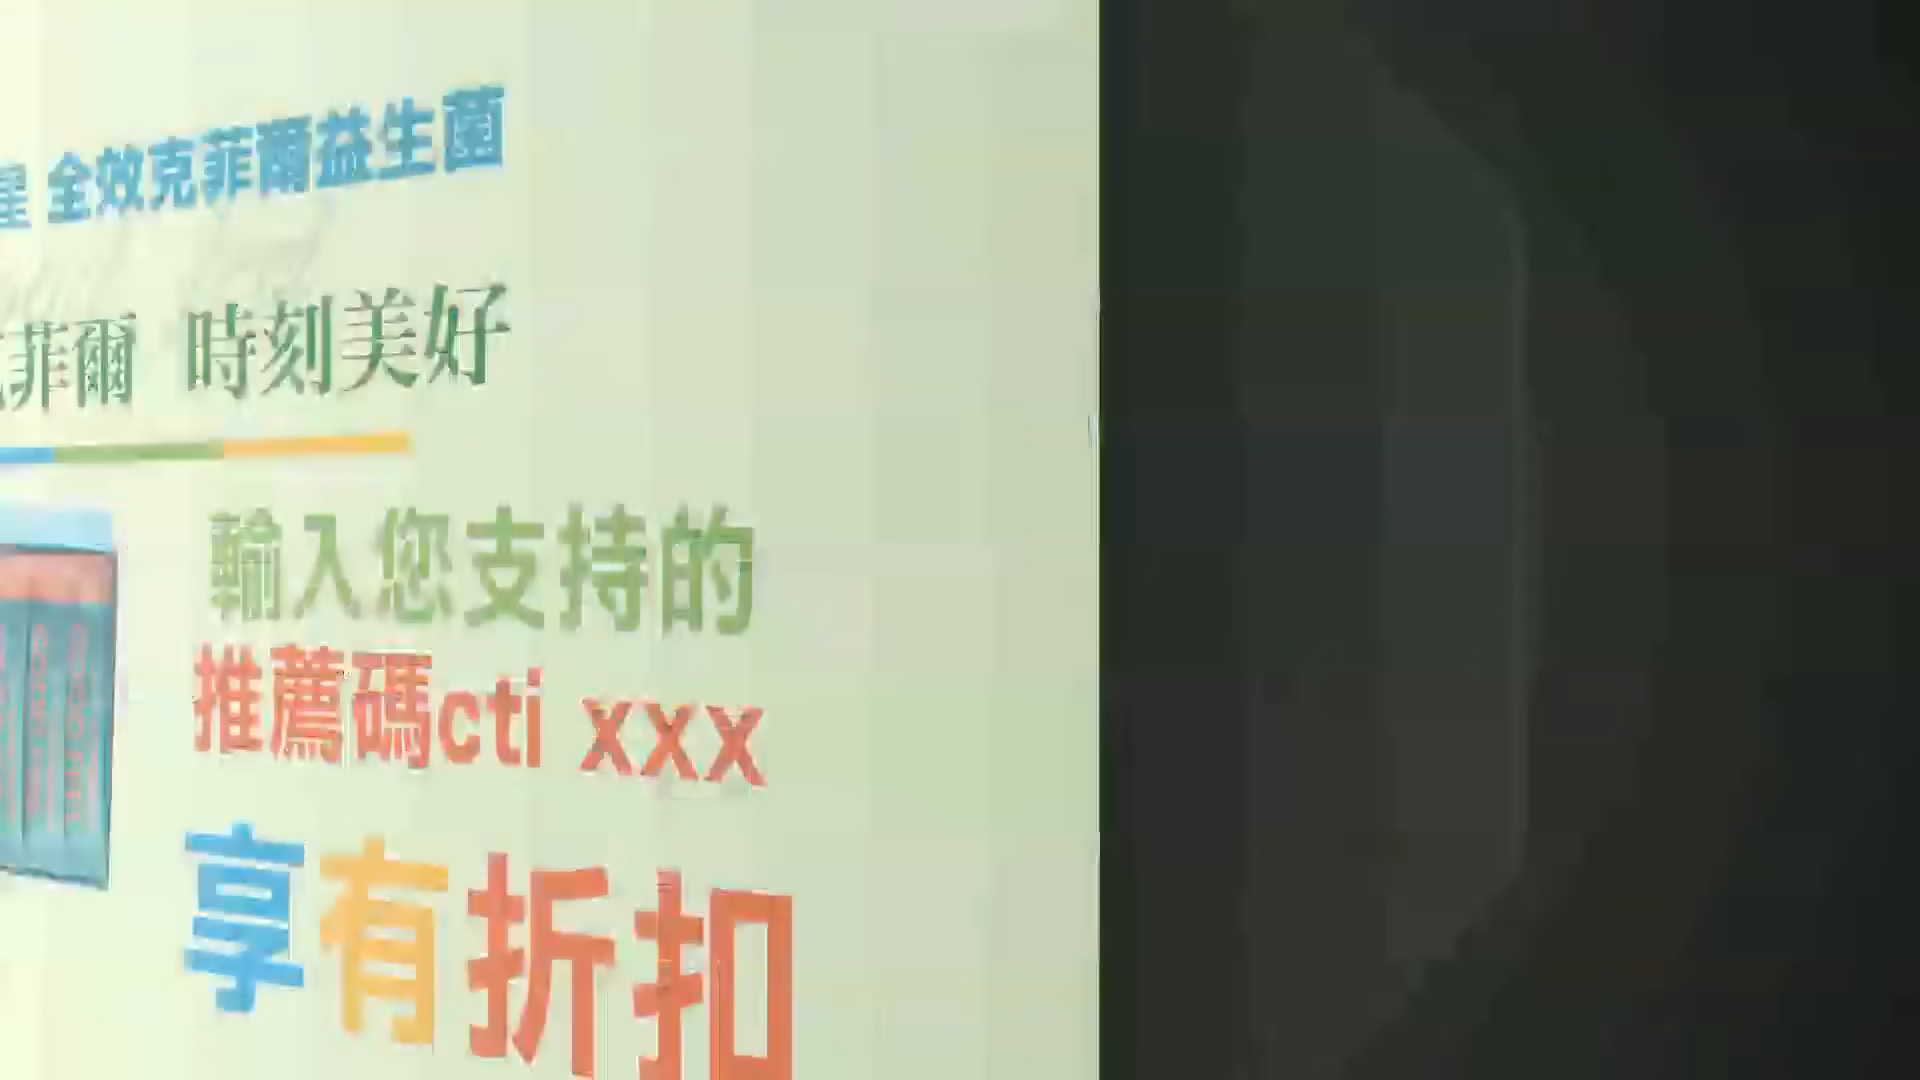 全效克菲爾益生菌
菲爾 時刻美好
輸入您支持的
推薦碼cti xxx
享有折扣